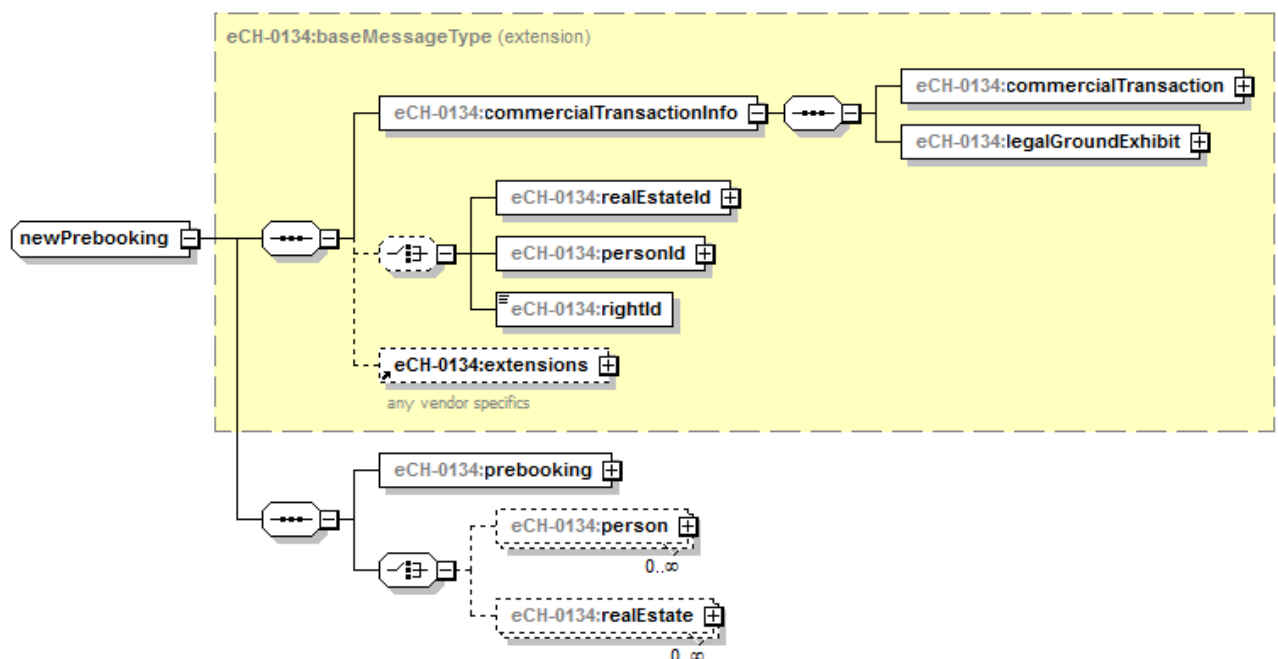 eCH-0134:baseMessageType (extension)
eCH-0134:commercialTransactionInfo
eCH-0134:commercialTransaction
eCH-0134:legalGroundExhibit
newPrebooking
eCH-0134:realEstateId
eCH-0134:personId
eCH-0134:rightId
eCH-0134:extensions
any vendor specifics
eCH-0134:prebooking
eCH-0134:person
0..∞
eCH-0134:realEstate
0..∞